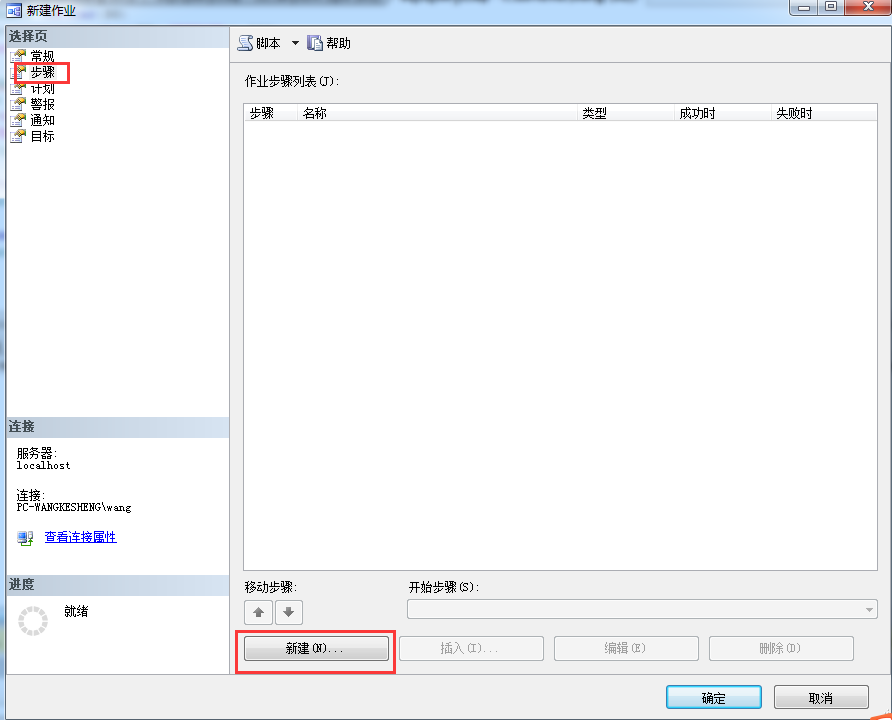 新建作业
选择页
常规
步骤
计划
警报
通知
目标
脚本
帮助
作业步骤列表(J):
步骤 名称 类型 成功时 失败时
连接
服务器:
localhost
连接:
PC-WANGKESHENG\wang
查看连接属性
进度
就绪
移动步骤:
开始步骤(S):
新建(N)... 插入(I)... 编辑(E) 删除(D)
确定 取消